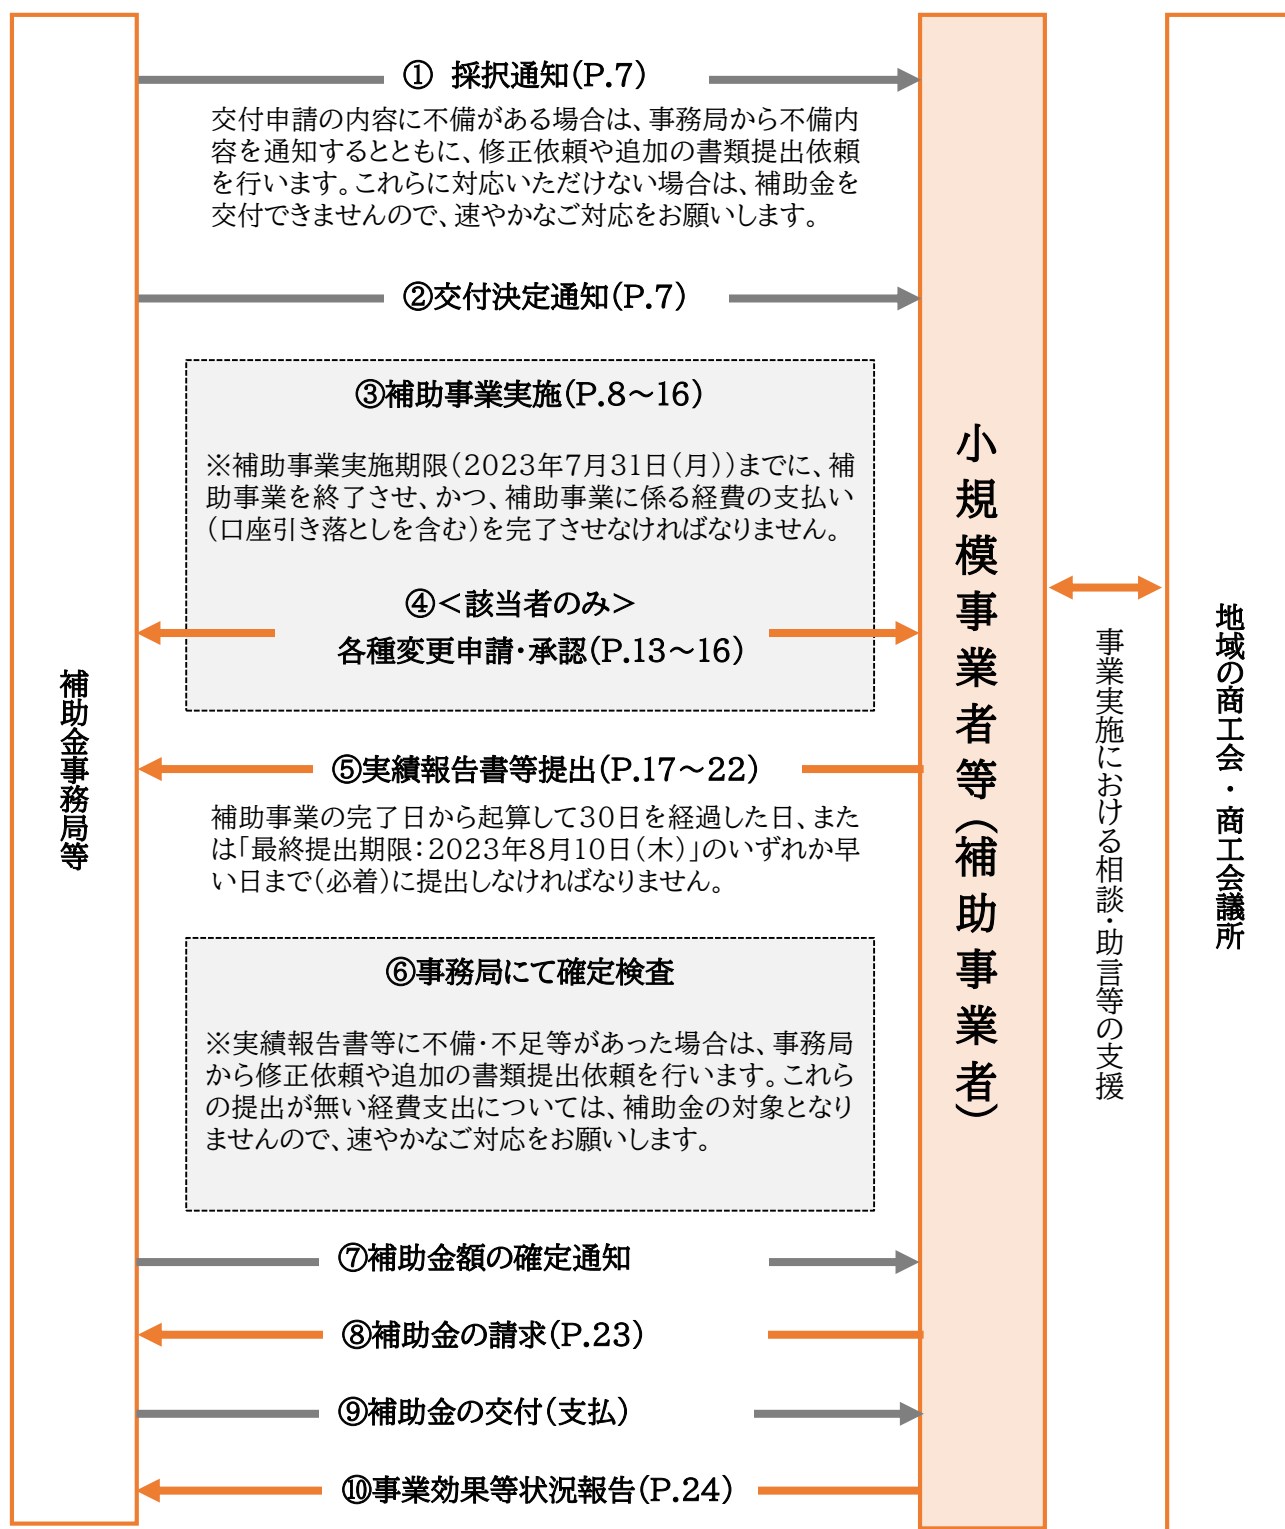 ① 採択通知(P.7)
交付申請の内容に不備がある場合は、事務局から不備内
容を通知するとともに、修正依頼や追加の書類提出依頼
を行います。これらに対応いただけない場合は、補助金を
交付できませんので、速やかなご対応をお願いします。
②交付決定通知(P.7)
③補助事業実施(P.8～16)
※補助事業実施期限(2023年7月31日(月))までに、補
助事業を終了させ、かつ、補助事業に係る経費の支払い
(口座引き落としを含む)を完了させなければなりません。
④＜該当者のみ＞
各種変更申請・承認(P.13～16)
⑤実績報告書等提出(P.17～22)
補助事業の完了日から起算して30日を経過した日、また
は「最終提出期限：2023年8月10日(木)」のいずれか早
い日まで(必着)に提出しなければなりません。
⑥事務局にて確定検査
※実績報告書等に不備・不足等があった場合は、事務局
から修正依頼や追加の書類提出依頼を行います。これら
の提出が無い経費支出については、補助金の対象となり
ませんので、速やかなご対応をお願いします。
⑦補助金額の確定通知
⑧補助金の請求(P.23)
⑨補助金の交付(支払)
⑩事業効果等状況報告(P.24)
補助金事務局等
小規模事業者等(補助事業者)
事業実施における相談・助言等の支援
地域の商工会・商工会議所